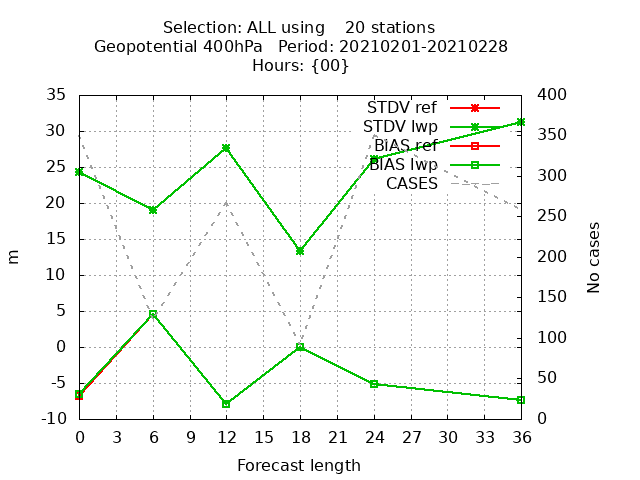 Selection: ALL using    20 stations
Geopotential 400hPa   Period: 20210201-20210228
Hours: {00}
35
30
25
20
15
10
5
0
-5
-10
m
STDV ref
STDV lwp
BIAS ref
BIAS lwp
CASES
400
350
300
250
200
150
100
50
0
No cases
0 3 6 9 12 15 18 21 24 27 30 33 36
Forecast length